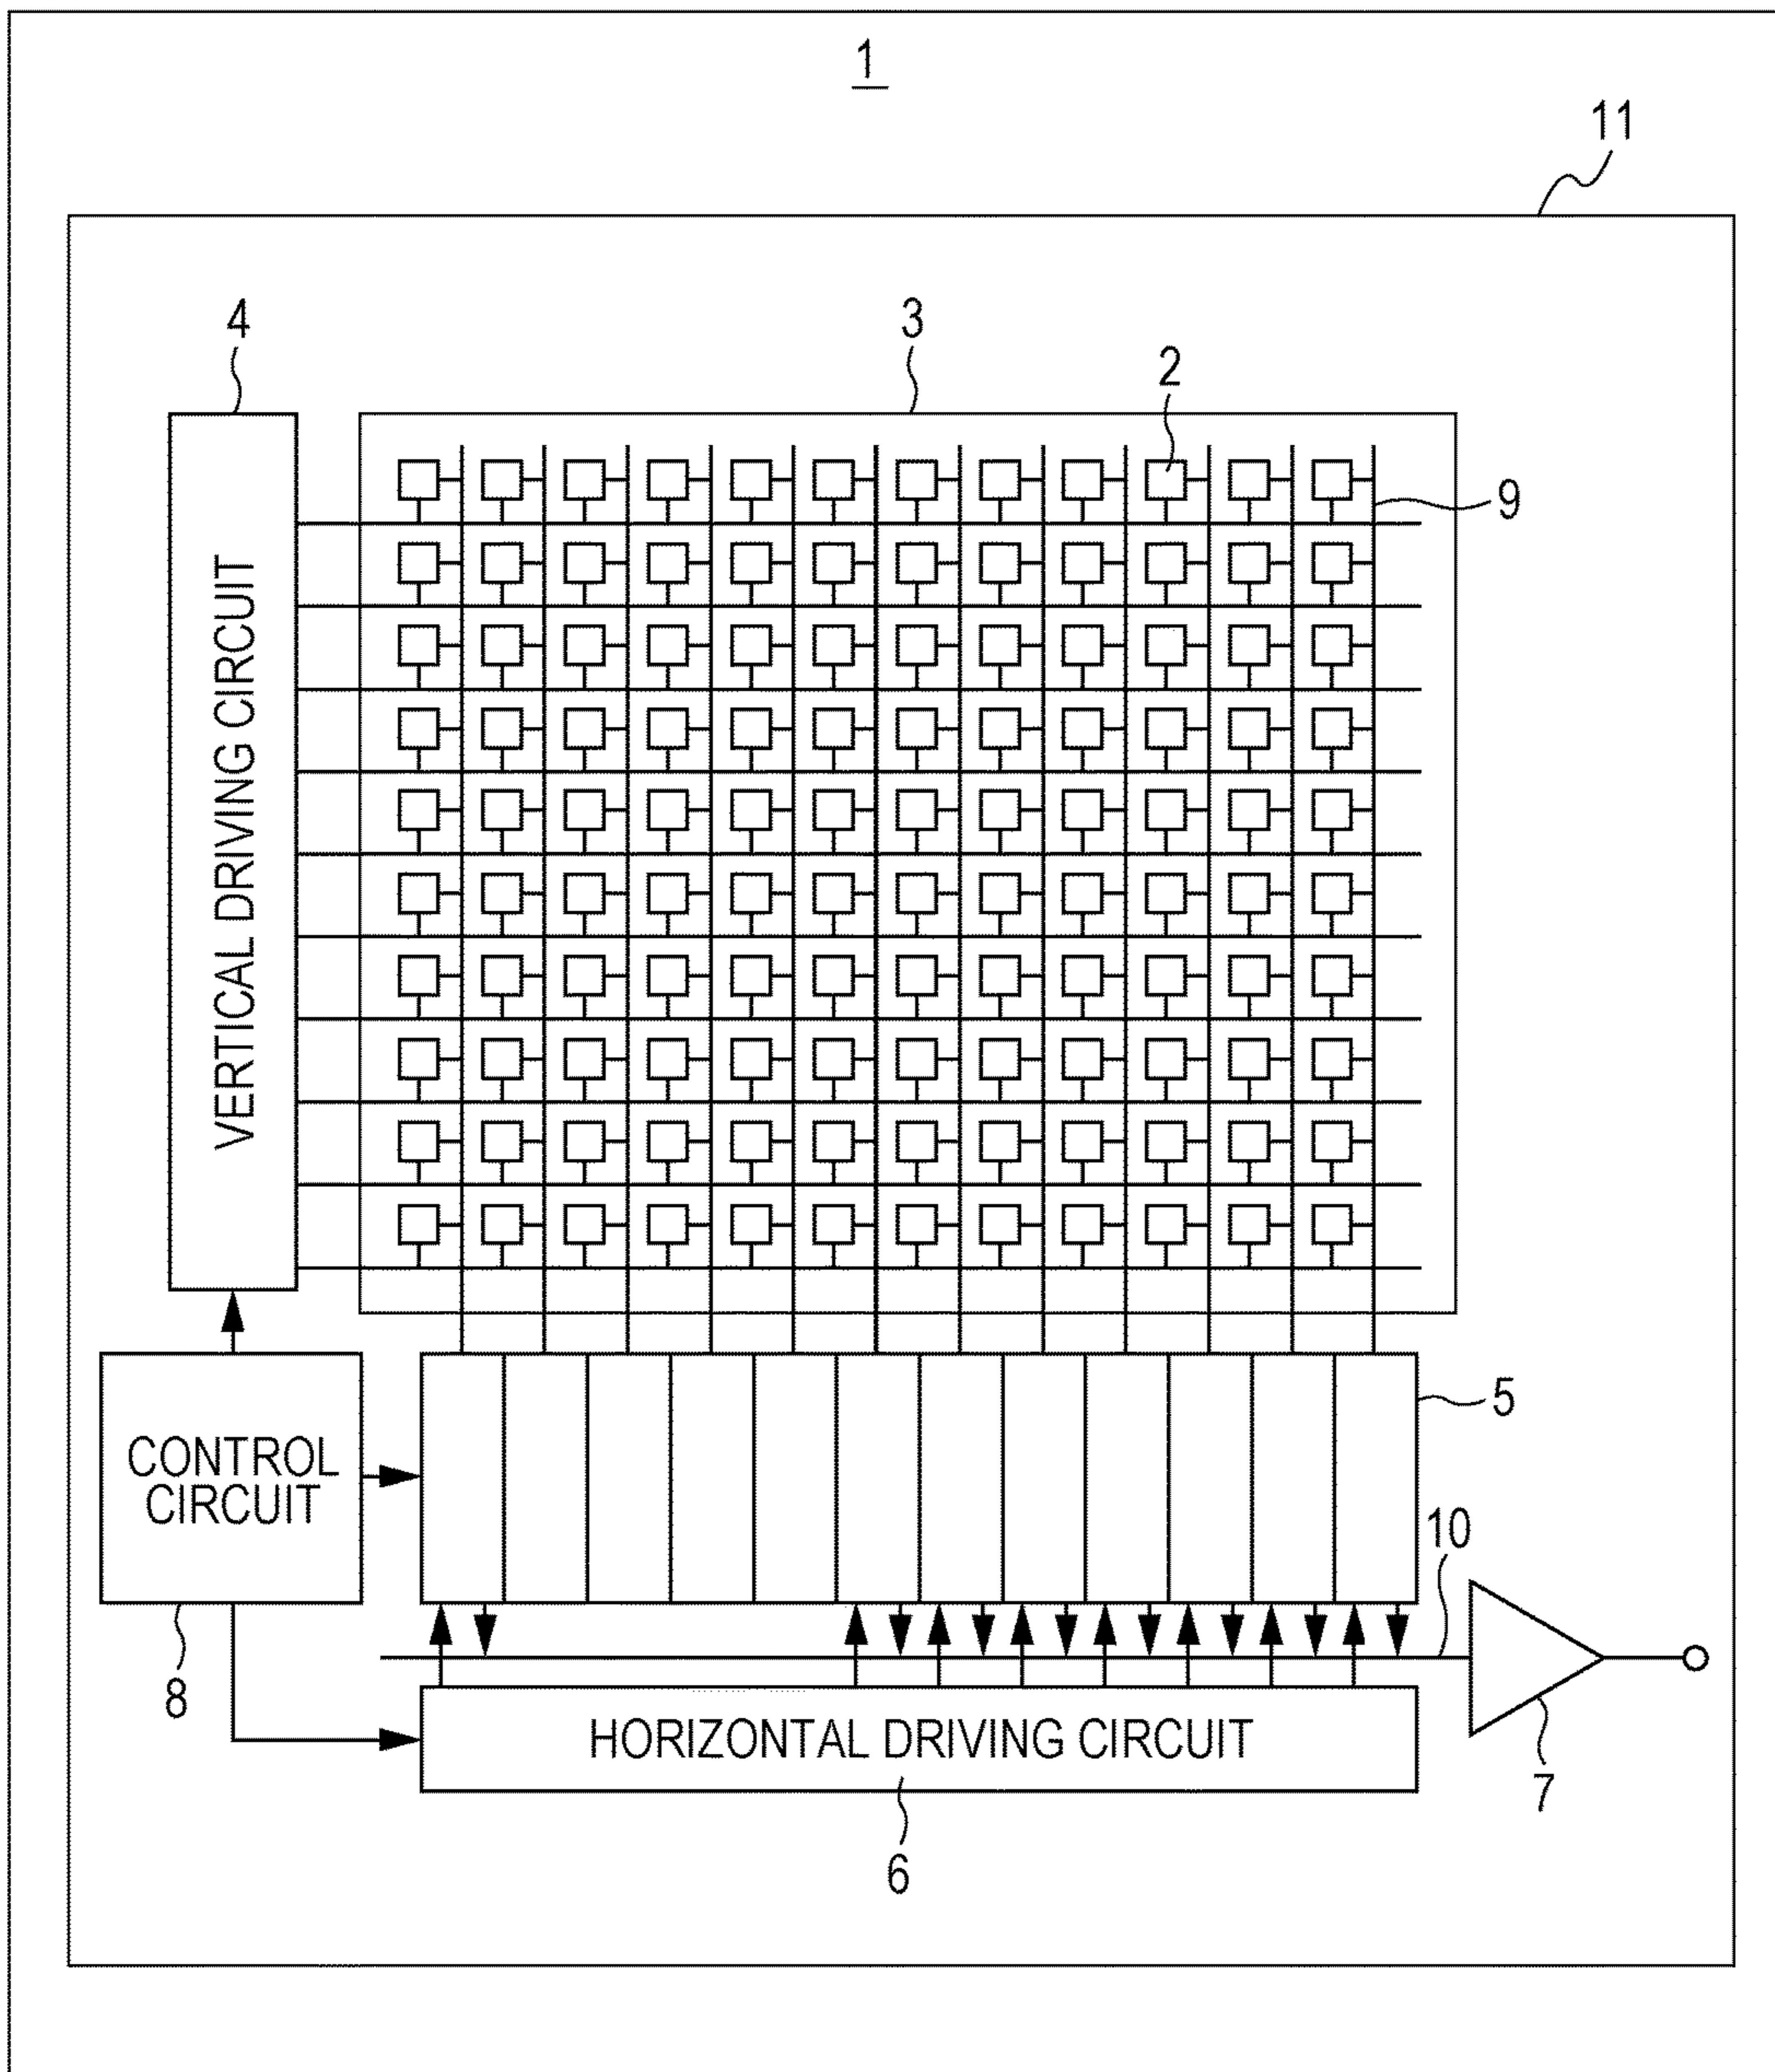 1
11
4
3
2
9
VERTICAL DRIVING CIRCUIT
5
CONTROL
CIRCUIT
10
8
HORIZONTAL DRIVING CIRCUIT
7
6